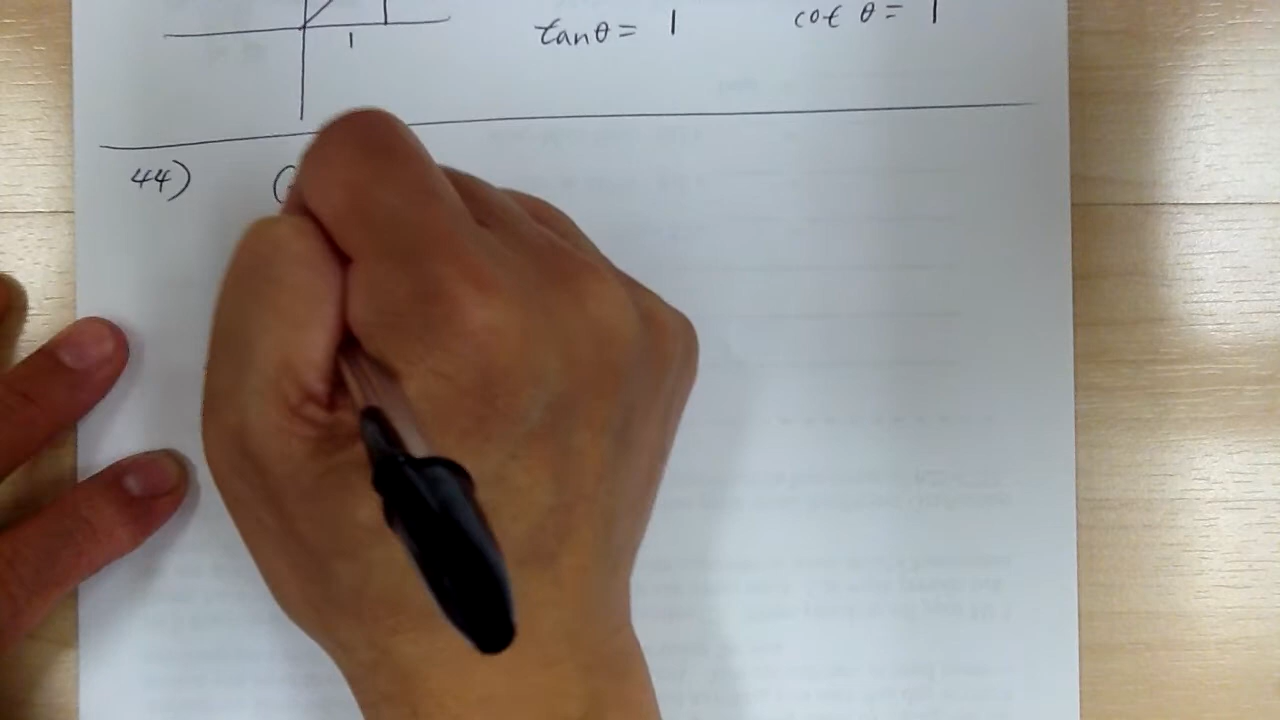 tanθ = 1 cot θ = 1
1
44) (